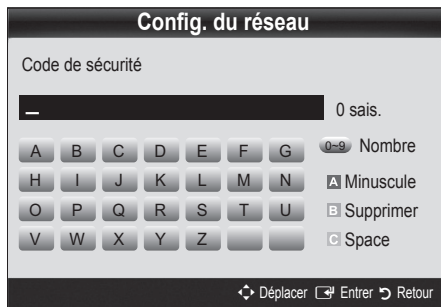 Config. du réseau
Code de sécurité
_ 0 sais.
A B C D E F G 0~9 Nombre
H I J K L M N A Minuscule
O P Q R S T U B Supprimer
V W X Y Z C Space
Déplacer Entrer Retour